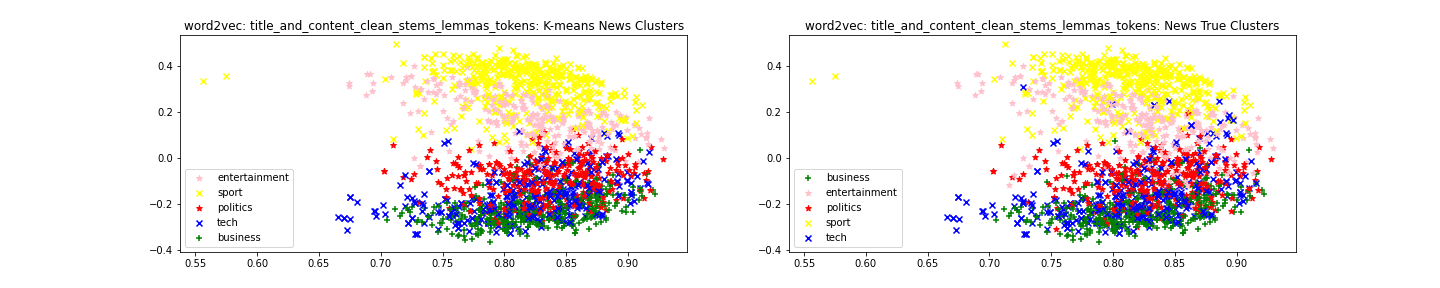 word2vec: title_and_content_clean_stems_lemmas_tokens: K-means News Clusters
0.4
0.2
0.0
−0.2
−0.4
entertainment
sport
politics
tech
business
0.55 0.60 0.65 0.70 0.75 0.80 0.85 0.90
word2vec: title_and_content_clean_stems_lemmas_tokens: News True Clusters
0.4
0.2
0.0
−0.2
−0.4
business
entertainment
politics
sport
tech
0.55 0.60 0.65 0.70 0.75 0.80 0.85 0.90